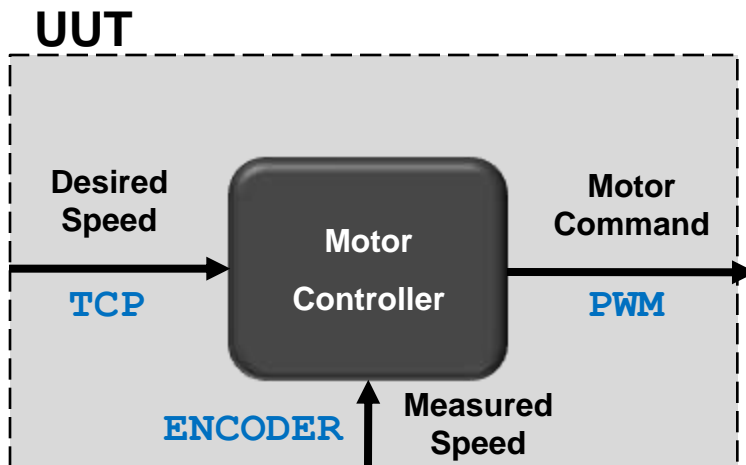 UUT
Desired
Speed
TCP
Motor
Controller
Motor
Command
PWM
ENCODER
Measured
Speed